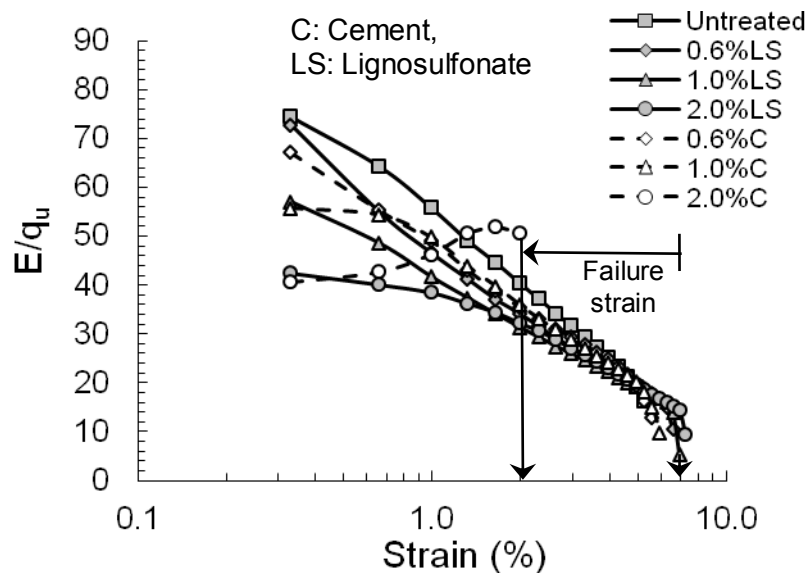 C: Cement,
LS: Lignosulfonate
Untreated
0.6%LS
1.0%LS
2.0%LS
0.6%C
1.0%C
2.0%C
E/qu
90
80
70
60
50
40
30
20
10
0
Failure
strain
0.1
1.0
10.0
Strain (%)